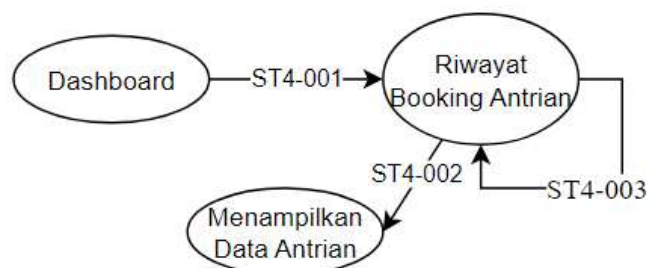 Dashboard
ST4-001
Riwayat
Booking Antrian
ST4-002
ST4-003
Menampilkan
Data Antrian